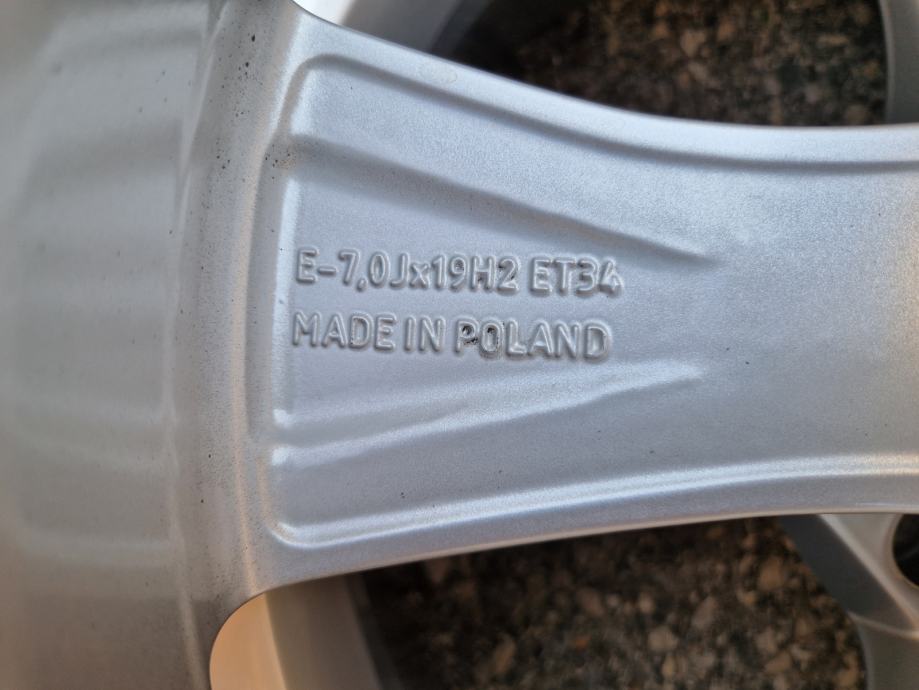 E-7,0Jx19H2 ET34
MADE IN POLAND